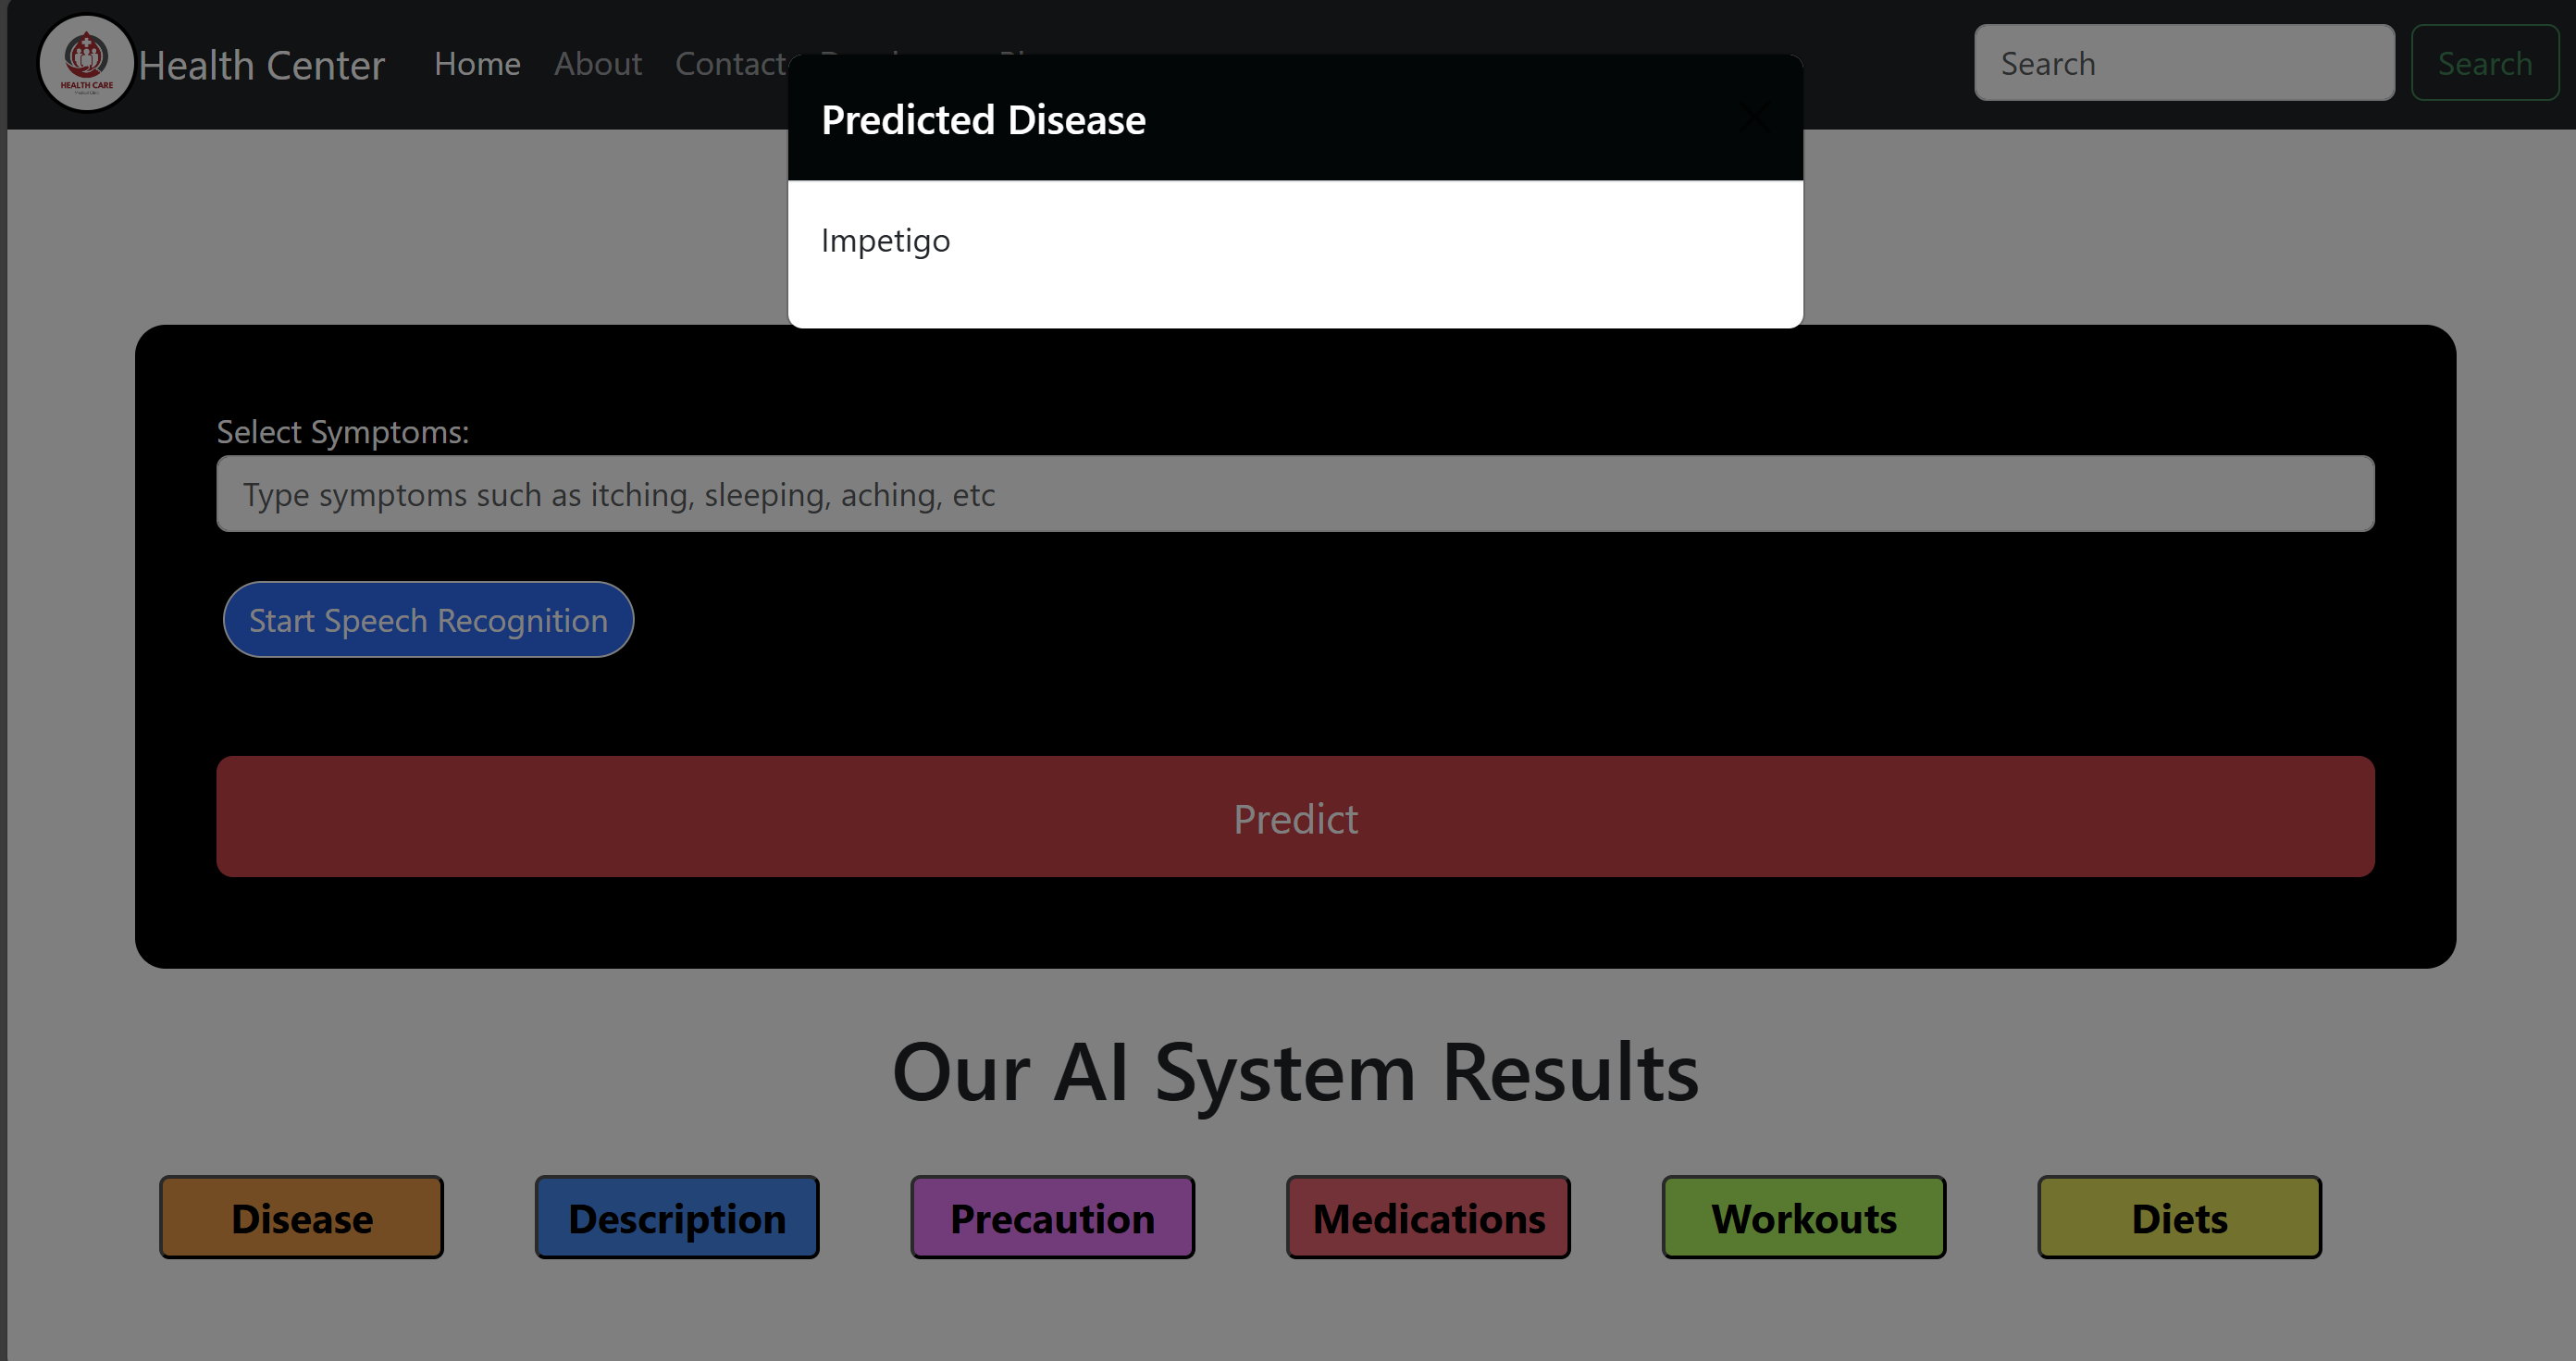 HEALTH CARE
Health Center
Home
About
Contact
Search
Search
Predicted Disease
Impetigo
Select Symptoms:
Type symptoms such as itching, sleeping, aching, etc
Start Speech Recognition
Predict
Our AI System Results
Disease
Description
Precaution
Medications
Workouts
Diets